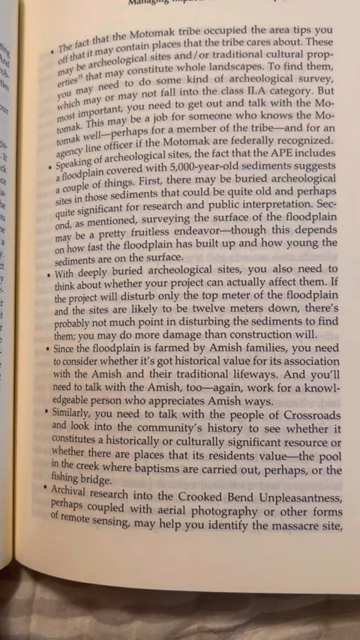 • The fact that the Motomak tribe occupied the area tips you
off that it may contain places that the tribe cares about. These
may be archeological sites and/or traditional cultural prop-
erties" that may constitute whole landscapes. To find them,
you may need to do some kind of archeological survey,
which may or may not fall into the class II.A category. But
most important, you need to get out and talk with the Mo-
tomak. This may be a job for someone who knows the Mo-
tomak well—perhaps for a member of the tribe—and for an
agency line officer if the Motomak are federally recognized.
• Speaking of archeological sites, the fact that the APE includes
a floodplain covered with 5,000-year-old sediments suggests
a couple of things. First, there may be buried archeological
sites in those sediments that could be quite old and perhaps
quite significant for research and public interpretation. Sec-
ond, as mentioned, surveying the surface of the floodplain
may be a pretty fruitless endeavor—though this depends
on how fast the floodplain has built up and how young the
sediments are on the surface.
• With deeply buried archeological sites, you also need to
think about whether your project can actually affect them. If
the project will disturb only the top meter of the floodplain
and the sites are likely to be twelve meters down, there's
probably not much point in disturbing the sediments to find
them; you may do more damage than construction will.
• Since the floodplain is farmed by Amish families, you need
to consider whether it's got historical value for its association
with the Amish and their traditional lifeways. And you'll
need to talk with the Amish, too—again, work for a knowl-
edgeable person who appreciates Amish ways.
• Similarly, you need to talk with the people of Crossroads
and look into the community's history to see whether it
constitutes a historically or culturally significant resource or
whether there are places that its residents value—the pool
in the creek where baptisms are carried out, perhaps, or the
fishing bridge.
• Archival research into the Crooked Bend Unpleasantness,
perhaps coupled with aerial photography or other forms
of remote sensing, may help you identify the massacre site,